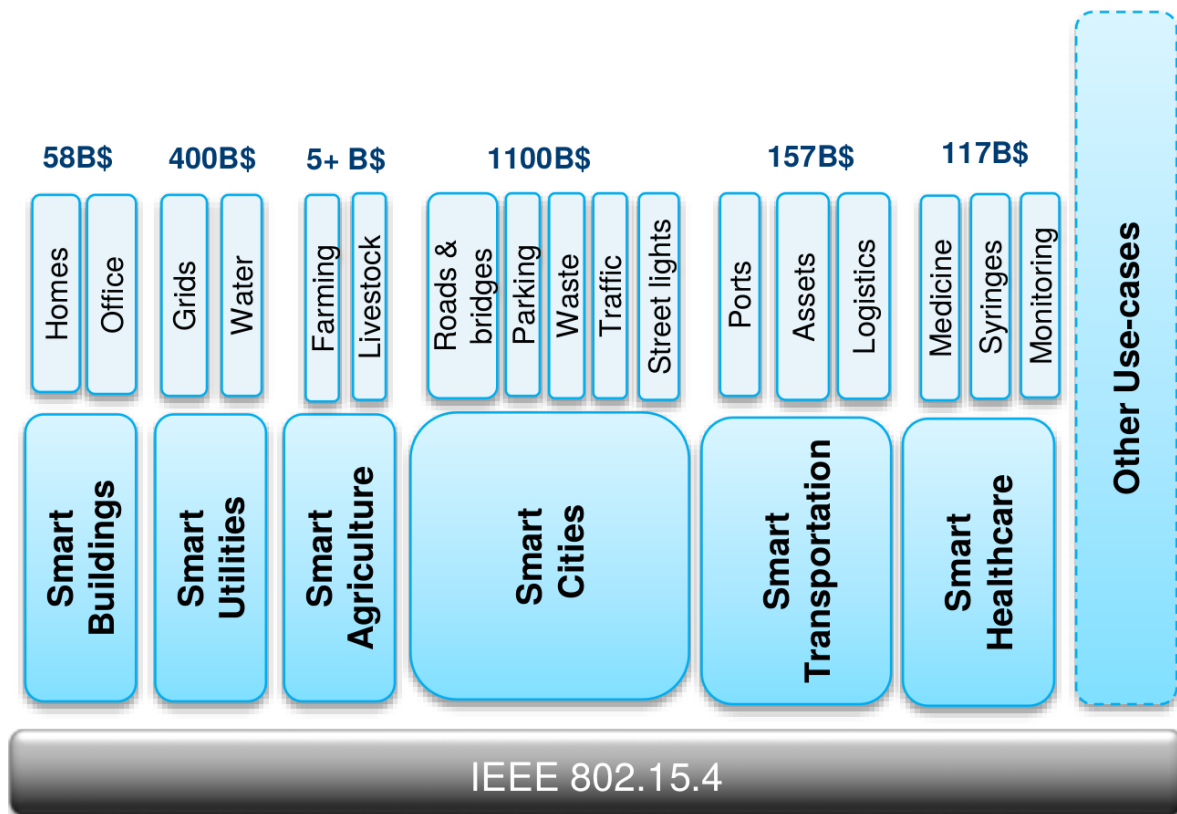 58B$
400B$
5+ B$
1100B$
157B$
117B$
Homes
Office
Grids
Water
Farming
Livestock
Roads &
bridges
Parking
Waste
Traffic
Street lights
Ports
Assets
Logistics
Medicine
Syringes
Monitoring
Smart
Buildings
Smart
Utilities
Smart
Agriculture
Smart
Cities
Smart
Transportation
Smart
Healthcare
Other Use-cases
IEEE 802.15.4